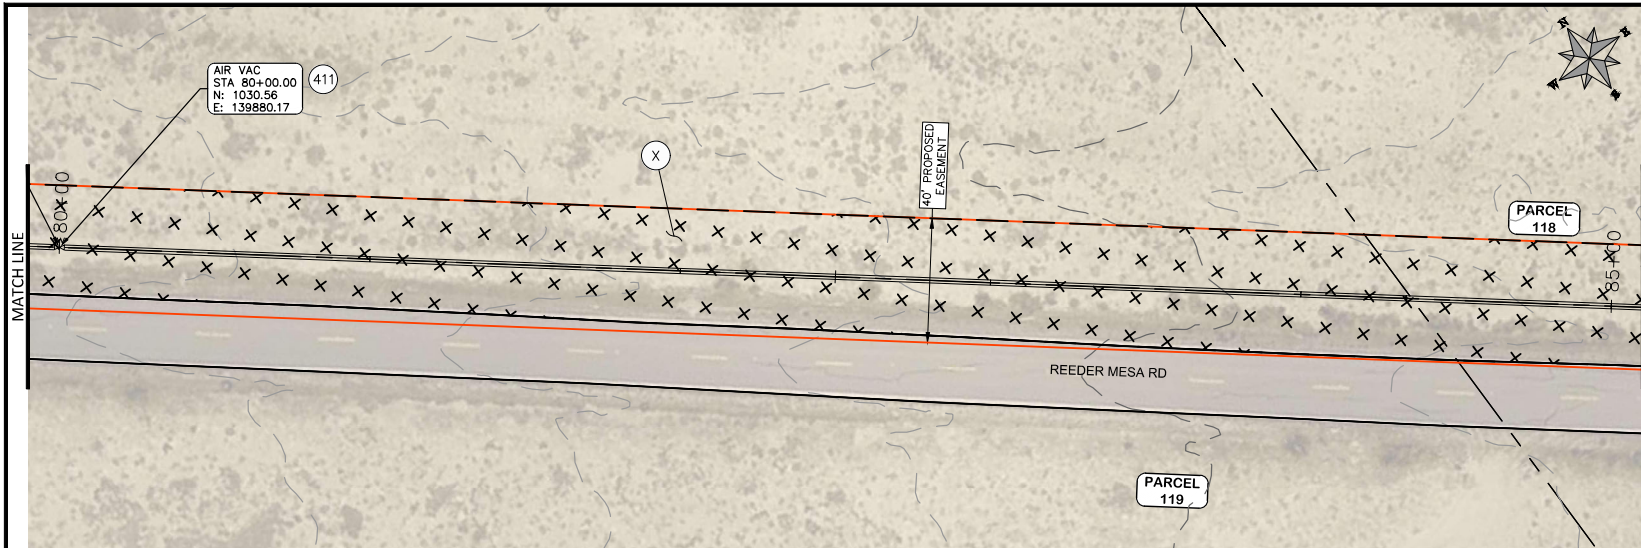 AIR VAC
STA 80+00.00
N: 1030.56
E: 139880.17
411
X
40' PROPOSED
EASEMENT
80+00
MATCH LINE
PARCEL
118
85+00
REEDER MESA RD
PARCEL
119